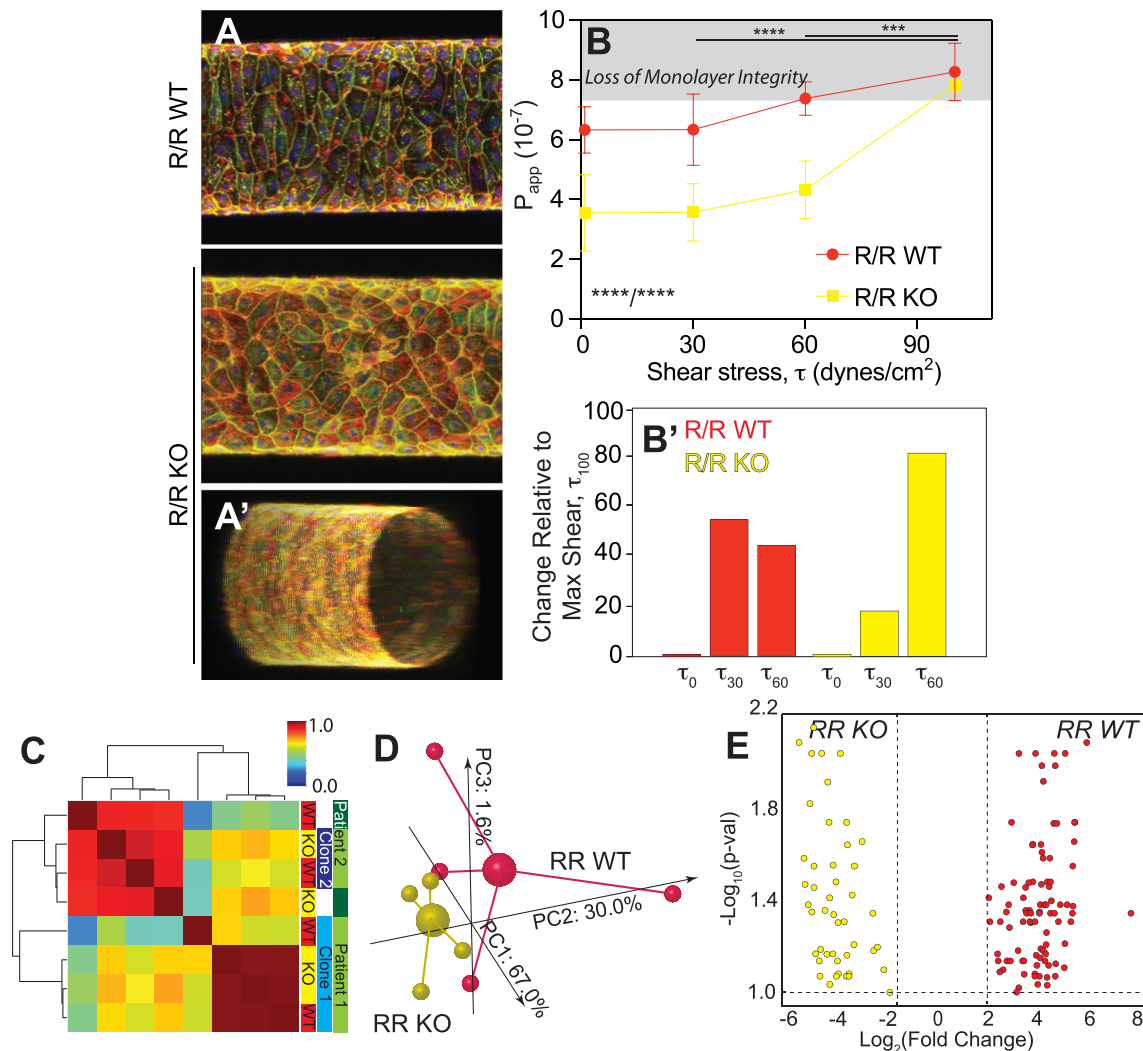 A
R/R WT
R/R KO
A'
B
10
8
6
4
2
0
P_app (10^-7)
Loss of Monolayer Integrity
****
***
R/R WT
R/R KO
****/****
0 30 60 90
Shear stress, τ (dynes/cm²)
B'
R/R WT
R/R KO
100
80
60
40
20
0
Change Relative to
Max Shear, τ₁₀₀
τ₀ τ₃₀ τ₆₀ τ₀ τ₃₀ τ₆₀
C
1.0
0.0
WT
KO
WT
KO
WT
KO
WT
Clone 2
Clone 1
Patient 2
Patient 1
D
PC3: 1.6%
RR WT
PC2: 30.0%
PC1: 67.0%
RR KO
E
RR KO
RR WT
2.2
1.8
1.4
1.0
-Log₁₀(p-val)
-6 -4 -2 0 2 4 6 8
Log₂(Fold Change)